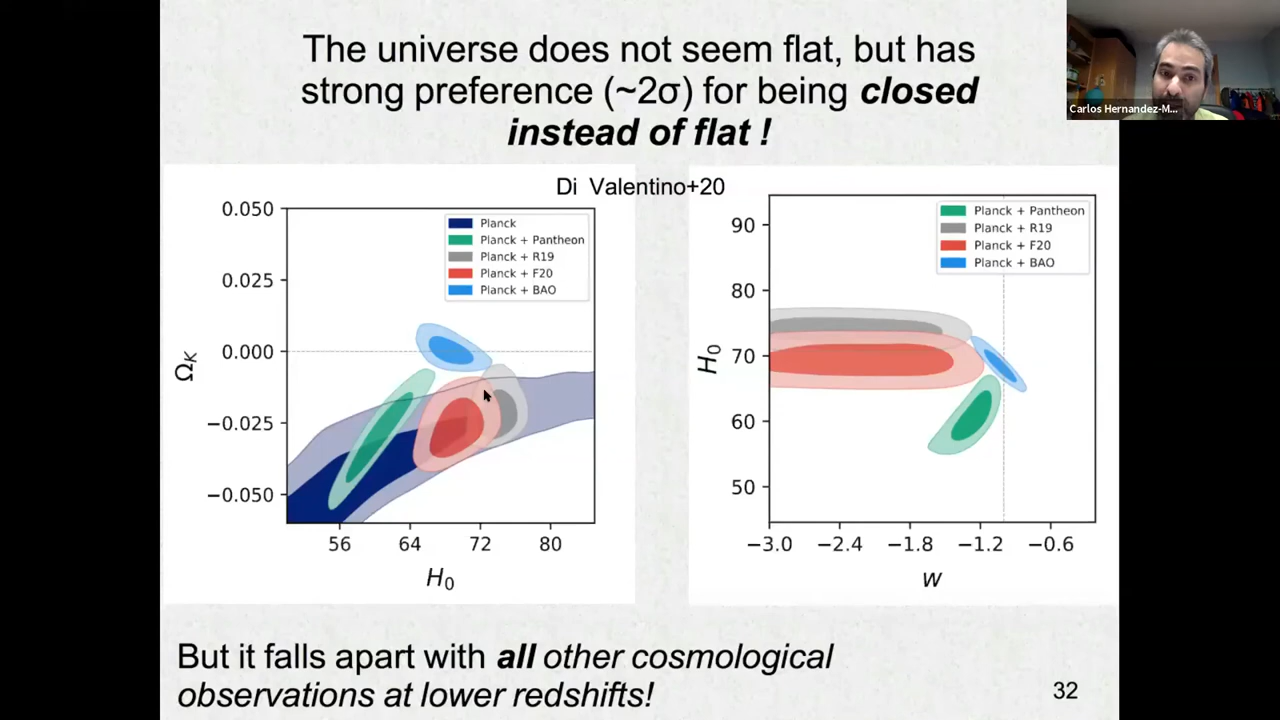 The universe does not seem flat, but has
strong preference (~2σ) for being closed
instead of flat !
Carlos Hernandez-M...
Di Valentino+20
0.050
0.025
0.000
−0.025
−0.050
Ω_K
56 64 72 80
H₀
Planck
Planck + Pantheon
Planck + R19
Planck + F20
Planck + BAO
90
80
70
60
50
H₀
−3.0 −2.4 −1.8 −1.2 −0.6
w
Planck + Pantheon
Planck + R19
Planck + F20
Planck + BAO
But it falls apart with all other cosmological
observations at lower redshifts!
32